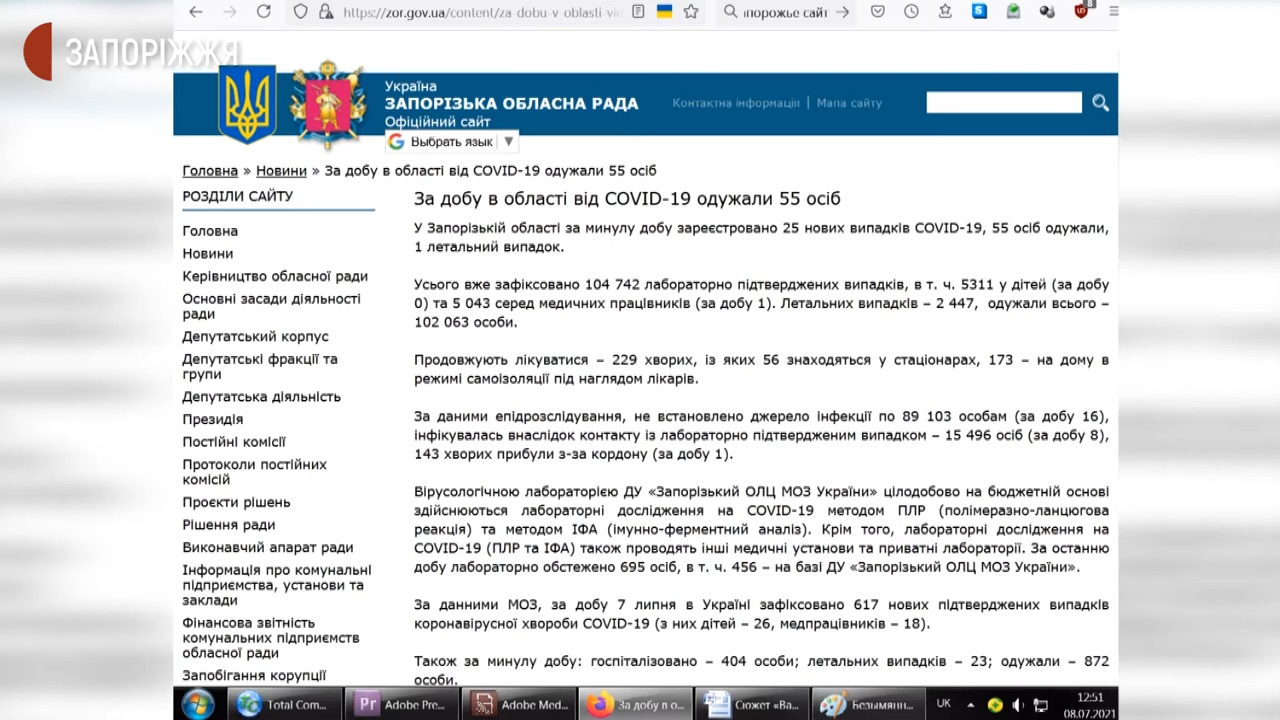 https://zor.gov.ua/content/za-dobu-v-oblasti-vi
порожье сайт
ЗАПОРІЖЖЯ
Україна
ЗАПОРІЗЬКА ОБЛАСНА РАДА
Офіційний сайт
Контактна інформація | Мапа сайту
Выбрать язык ▼
Головна » Новини » За добу в області від COVID-19 одужали 55 осіб
РОЗДІЛИ САЙТУ
Головна
Новини
Керівництво обласної ради
Основні засади діяльності
ради
Депутатський корпус
Депутатські фракції та
групи
Депутатська діяльність
Президія
Постійні комісії
Протоколи постійних
комісій
Проєкти рішень
Рішення ради
Виконавчий апарат ради
Інформація про комунальні
підприємства, установи та
заклади
Фінансова звітність
комунальних підприємств
обласної ради
Запобігання корупції
За добу в області від COVID-19 одужали 55 осіб
У Запорізькій області за минулу добу зареєстровано 25 нових випадків COVID-19, 55 осіб одужали,
1 летальний випадок.
Усього вже зафіксовано 104 742 лабораторно підтверджених випадків, в т. ч. 5311 у дітей (за добу
0) та 5 043 серед медичних працівників (за добу 1). Летальних випадків – 2 447, одужали всього –
102 063 особи.
Продовжують лікуватися – 229 хворих, із яких 56 знаходяться у стаціонарах, 173 – на дому в
режимі самоізоляції під наглядом лікарів.
За даними епідрозслідування, не встановлено джерело інфекції по 89 103 особам (за добу 16),
інфікувалась внаслідок контакту із лабораторно підтвердженим випадком – 15 496 осіб (за добу 8),
143 хворих прибули з-за кордону (за добу 1).
Вірусологічною лабораторією ДУ «Запорізький ОЛЦ МОЗ України» цілодобово на бюджетній основі
здійснюються лабораторні дослідження на COVID-19 методом ПЛР (полімеразно-ланцюгова
реакція) та методом ІФА (імунно-ферментний аналіз). Крім того, лабораторні дослідження на
COVID-19 (ПЛР та ІФА) також проводять інші медичні установи та приватні лабораторії. За останню
добу лабораторно обстежено 695 осіб, в т. ч. 456 – на базі ДУ «Запорізький ОЛЦ МОЗ України».
За данними МОЗ, за добу 7 липня в Україні зафіксовано 617 нових підтверджених випадків
коронавірусної хвороби COVID-19 (з них дітей – 26, медпрацівників – 18).
Також за минулу добу: госпіталізовано – 404 особи; летальних випадків – 23; одужали – 872
особи.
Total Com...
Adobe Pre...
Adobe Med...
За добу в о...
Сюжет «Ва...
Безымянн...
UK
12:51
08.07.2021